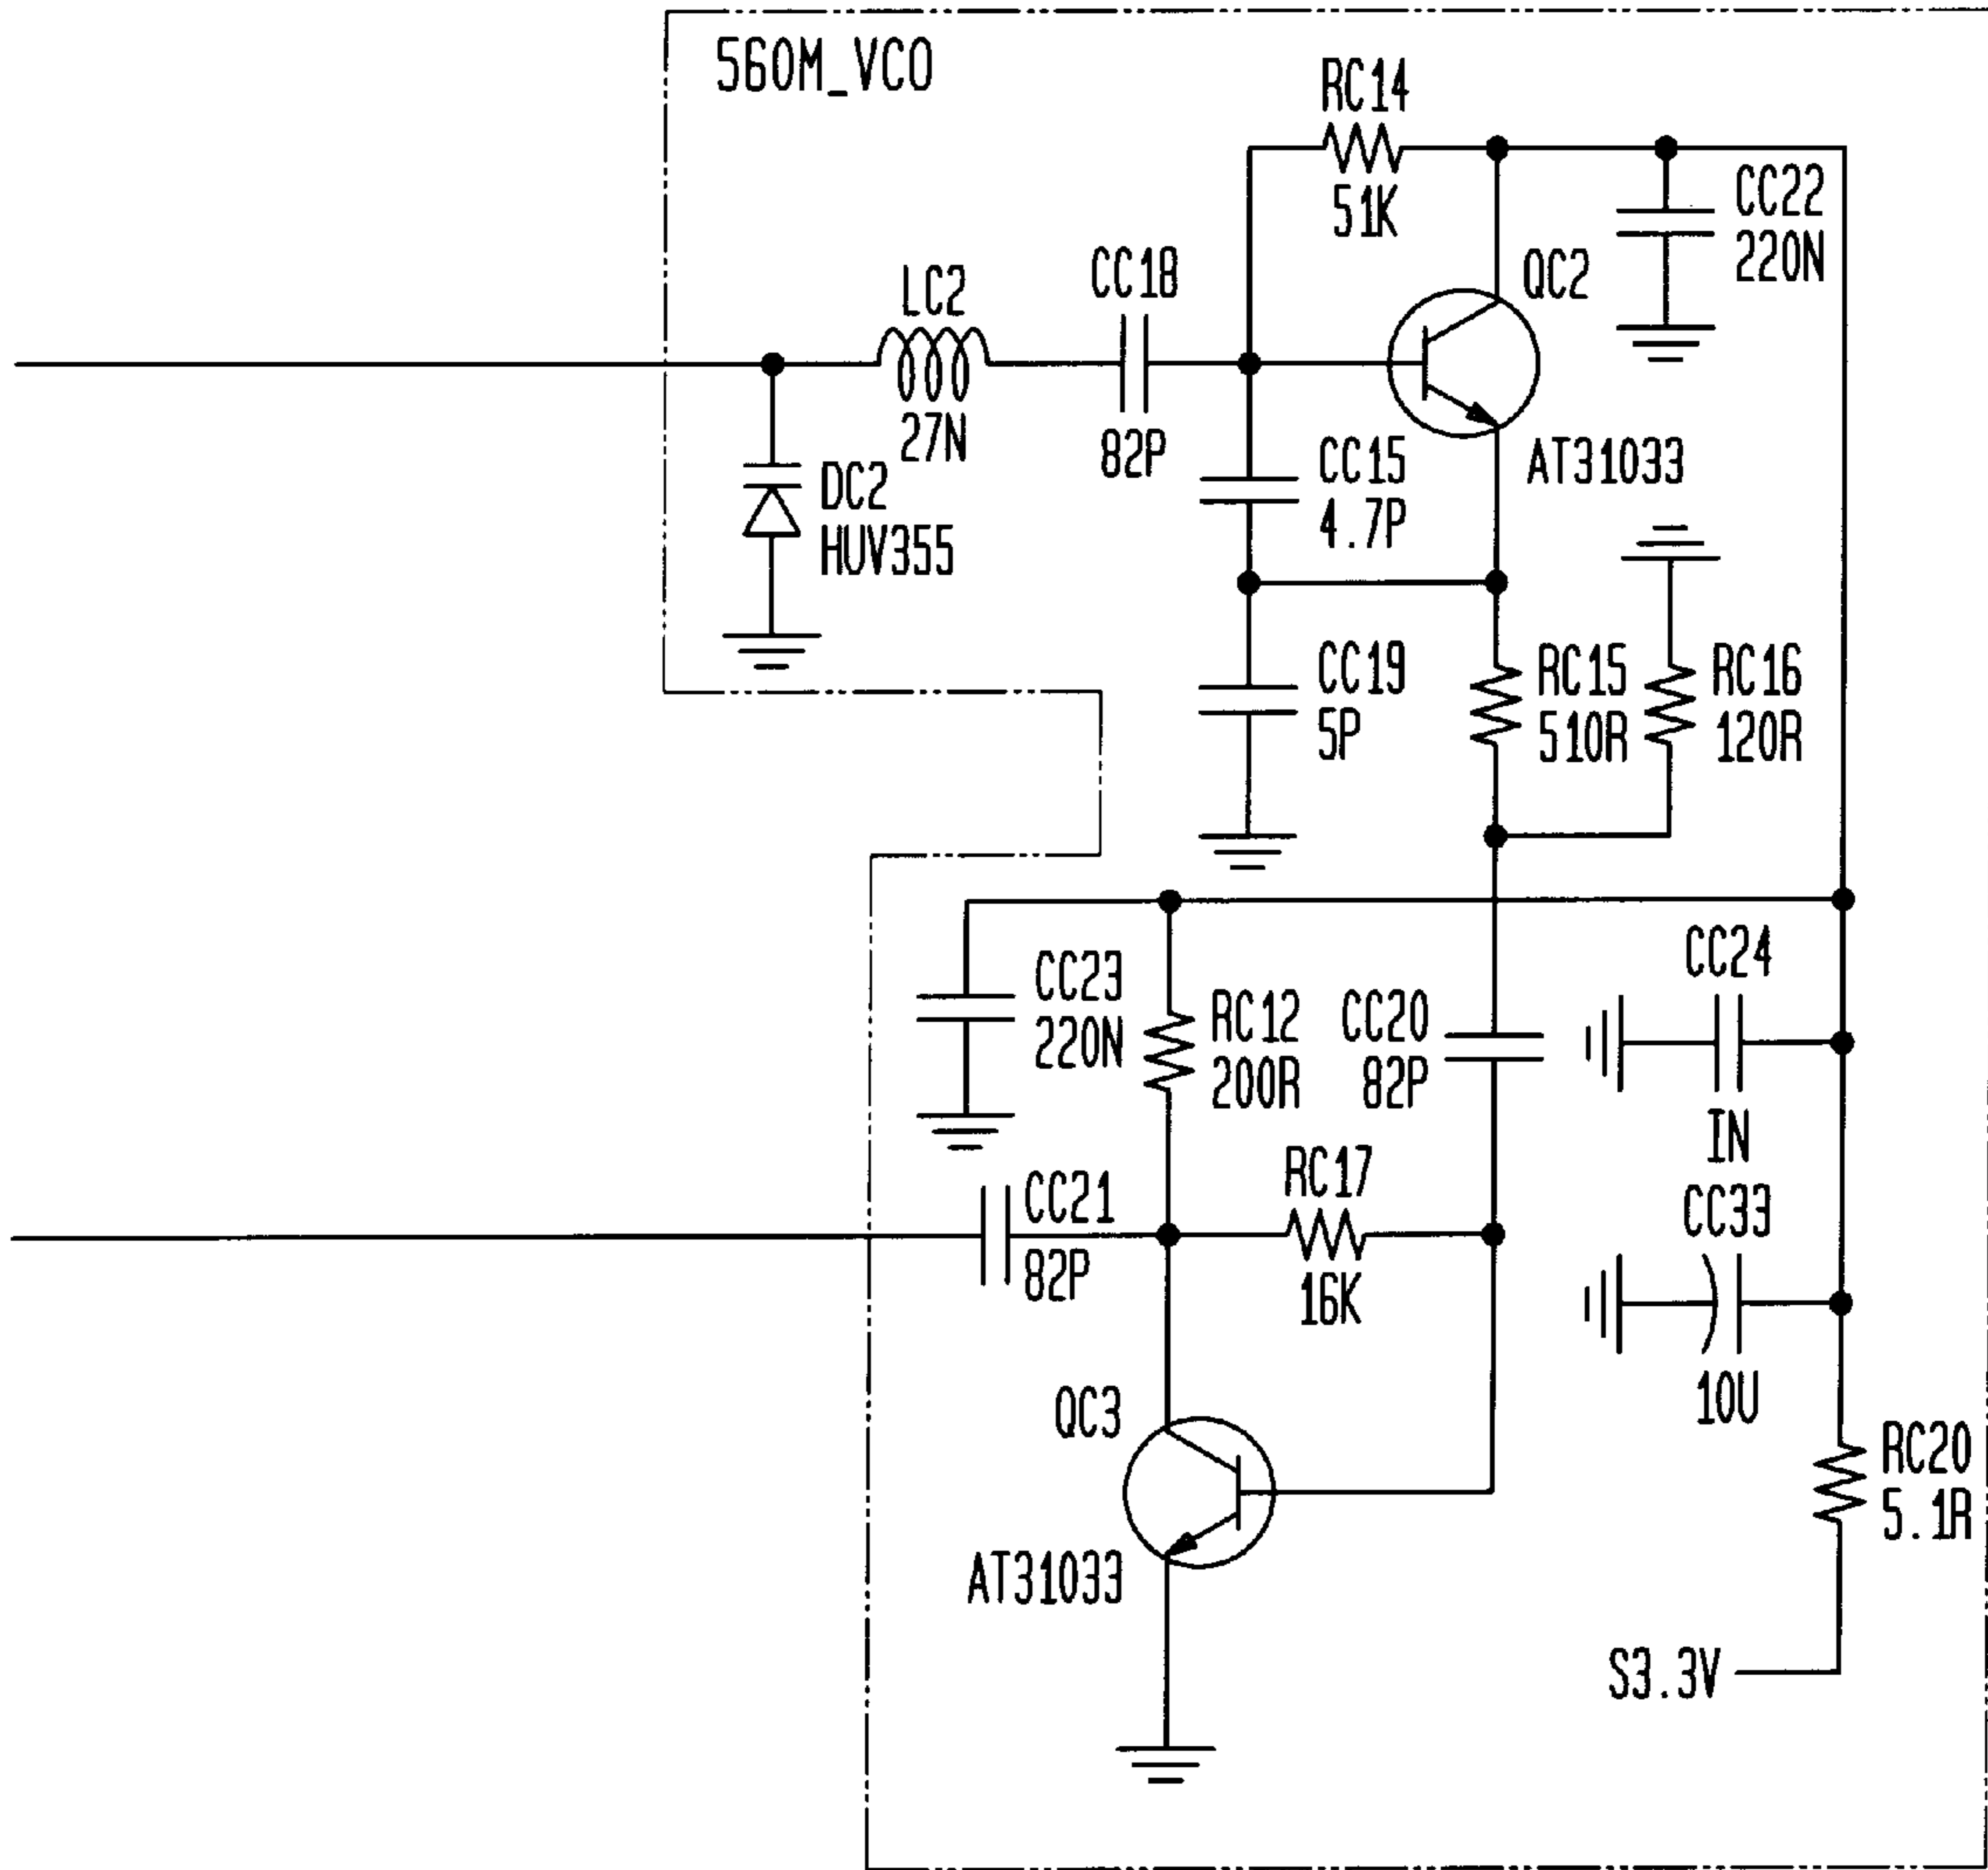 560M_VCO
RC14
51K
CC22
220N
QC2
AT31033
CC18
82P
LC2
27N
DC2
HUV355
CC15
4.7P
CC19
5P
RC15
510R
RC16
120R
CC23
220N
RC12
200R
CC20
82P
CC24
IN
CC21
82P
RC17
16K
CC33
10U
QC3
AT31033
RC20
5.1R
S3.3V